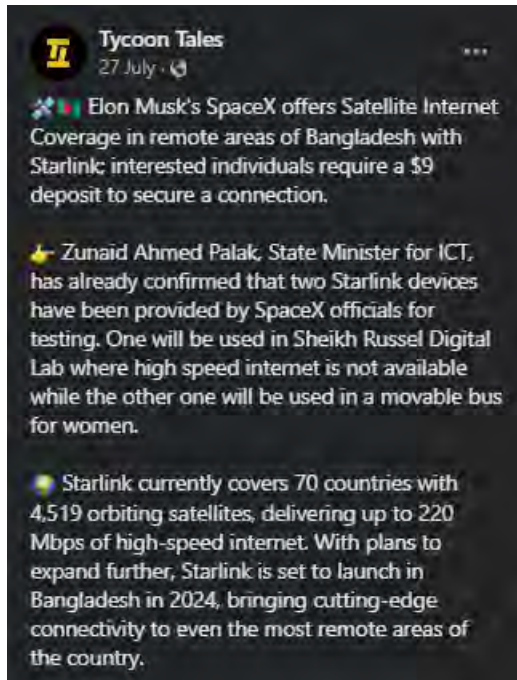 Tycoon Tales
27 July
Elon Musk's SpaceX offers Satellite Internet
Coverage in remote areas of Bangladesh with
Starlink; interested individuals require a $9
deposit to secure a connection.
Zunaid Ahmed Palak, State Minister for ICT,
has already confirmed that two Starlink devices
have been provided by SpaceX officials for
testing. One will be used in Sheikh Russel Digital
Lab where high speed internet is not available
while the other one will be used in a movable bus
for women.
Starlink currently covers 70 countries with
4,519 orbiting satellites, delivering up to 220
Mbps of high-speed internet. With plans to
expand further, Starlink is set to launch in
Bangladesh in 2024, bringing cutting-edge
connectivity to even the most remote areas of
the country.